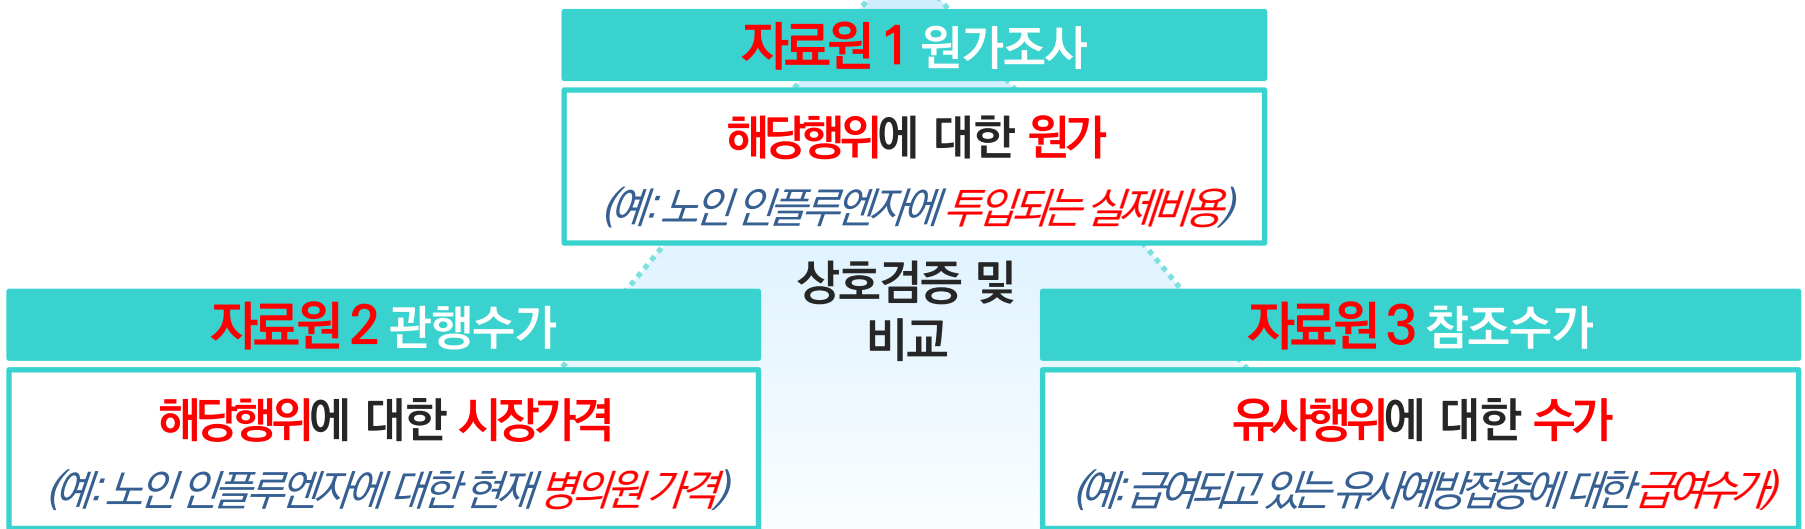 자료원 1 원가조사
해당행위에 대한 원가
(예: 노인 인플루엔자에 투입되는 실제비용)
상호검증 및
비교
자료원 2 관행수가
해당행위에 대한 시장가격
(예: 노인 인플루엔자에 대한 현재 병의원 가격)
자료원 3 참조수가
유사행위에 대한 수가
(예: 급여되고 있는 유사예방접종에 대한 급여수가)